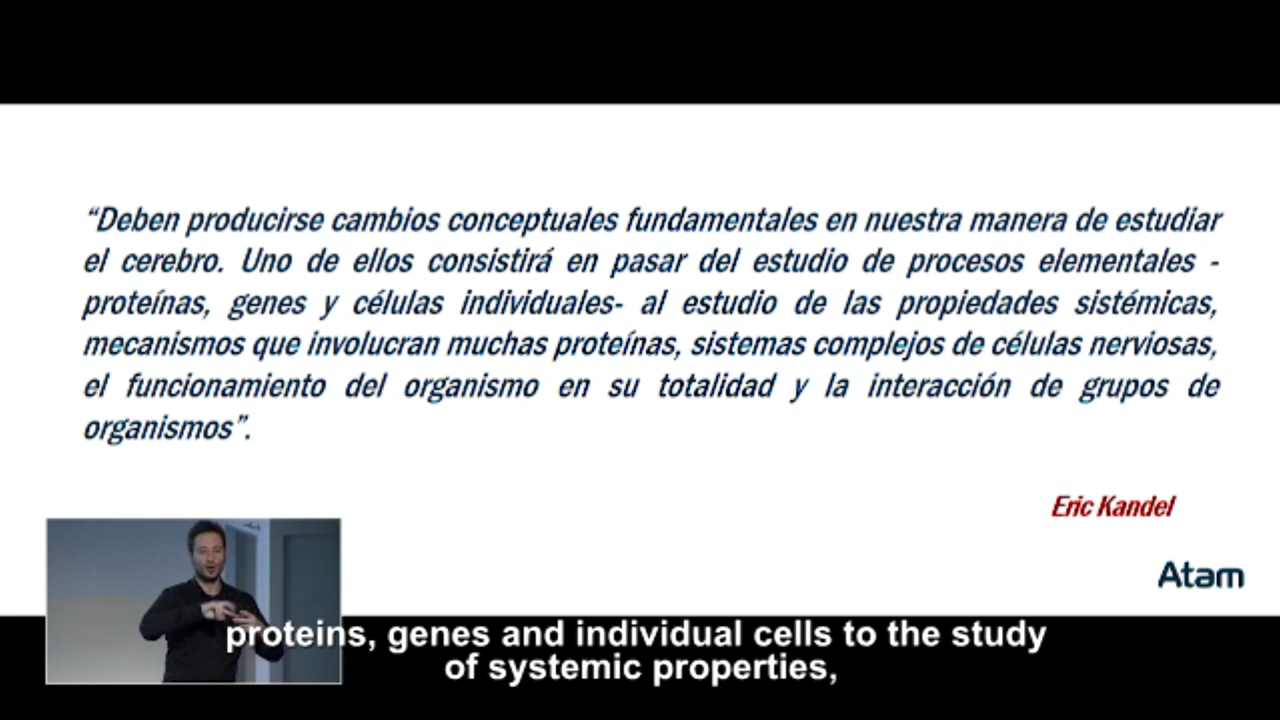 “Deben producirse cambios conceptuales fundamentales en nuestra manera de estudiar
el cerebro. Uno de ellos consistirá en pasar del estudio de procesos elementales -
proteínas, genes y células individuales- al estudio de las propiedades sistémicas,
mecanismos que involucran muchas proteínas, sistemas complejos de células nerviosas,
el funcionamiento del organismo en su totalidad y la interacción de grupos de
organismos”.
Eric Kandel
Atam
proteins, genes and individual cells to the study
of systemic properties,